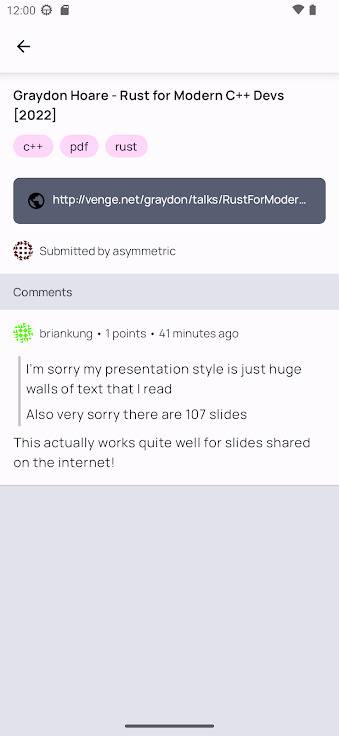 12:00
Graydon Hoare - Rust for Modern C++ Devs
[2022]
c++ pdf rust
http://venge.net/graydon/talks/RustForModer...
Submitted by asymmetric
Comments
briankung • 1 points • 41 minutes ago
I'm sorry my presentation style is just huge
walls of text that I read
Also very sorry there are 107 slides
This actually works quite well for slides shared
on the internet!